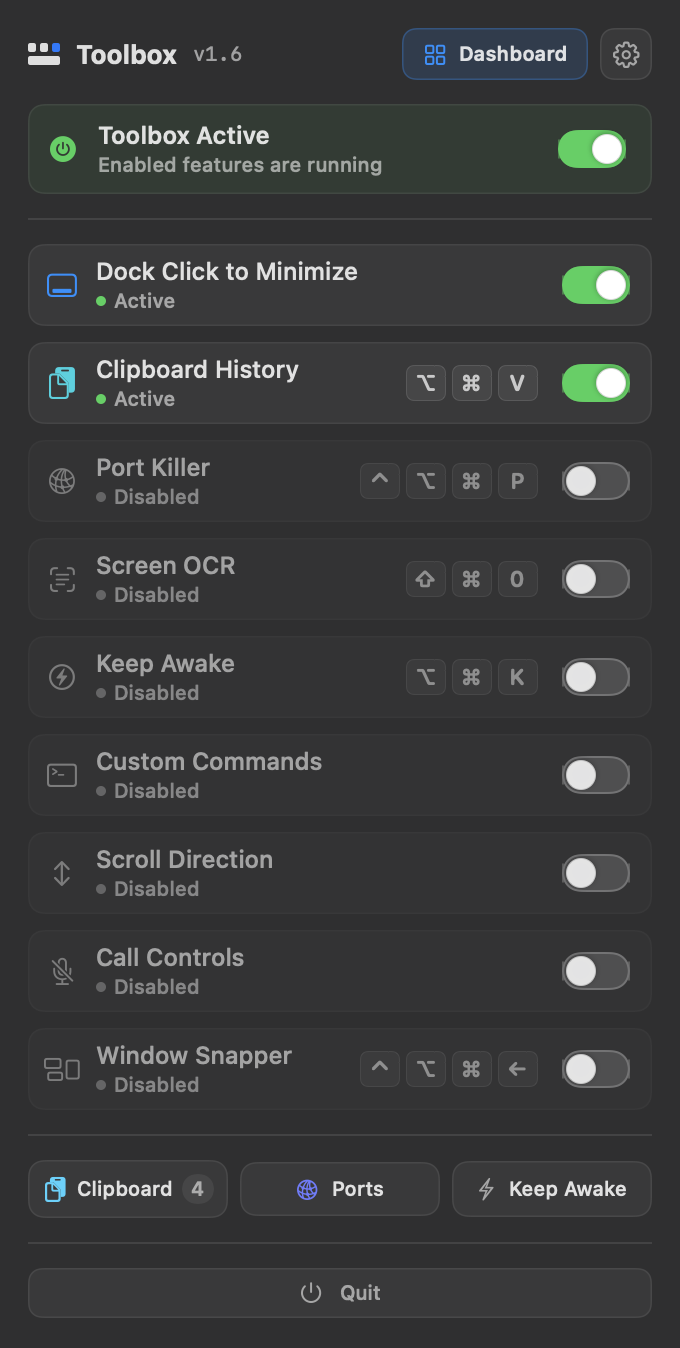 Toolbox v1.6 Dashboard
Toolbox Active
Enabled features are running
Dock Click to Minimize
Active
Clipboard History
Active
⌥ ⌘ V
Port Killer
Disabled
^ ⌥ ⌘ P
Screen OCR
Disabled
⇧ ⌘ O
Keep Awake
Disabled
⌥ ⌘ K
Custom Commands
Disabled
Scroll Direction
Disabled
Call Controls
Disabled
Window Snapper
Disabled
^ ⌥ ⌘ ←
Clipboard 4 Ports Keep Awake
Quit